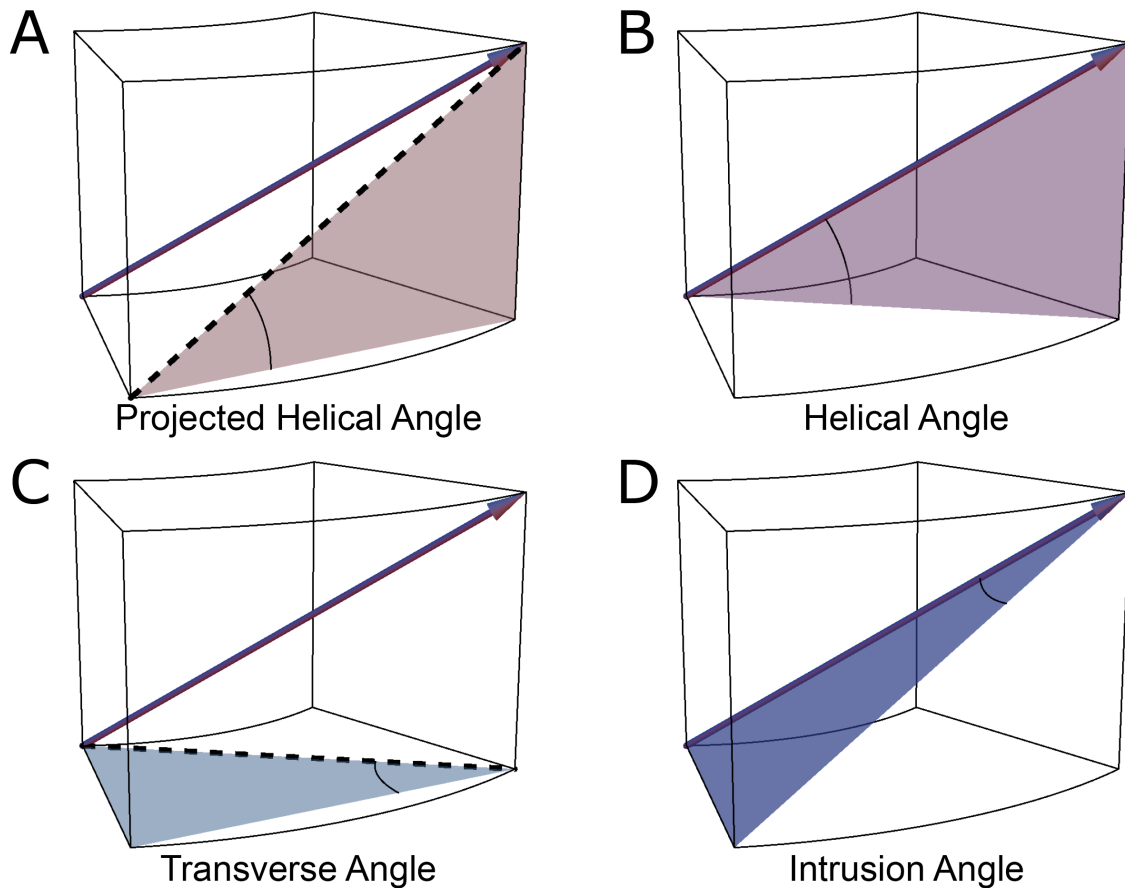 A
B
Projected Helical Angle
Helical Angle
C
D
Transverse Angle
Intrusion Angle